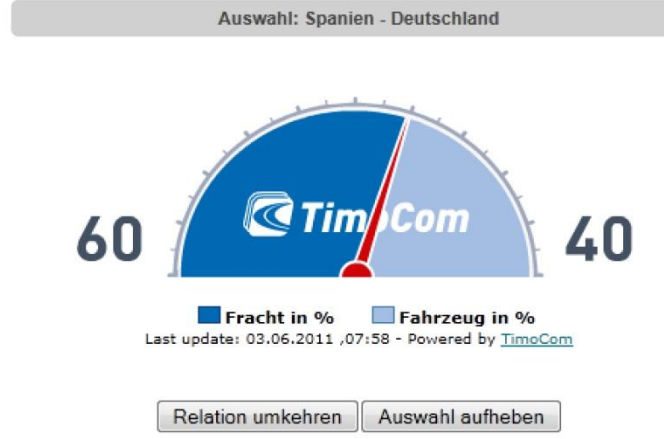 Auswahl: Spanien - Deutschland
60
TimoCom
40
Fracht in % Fahrzeug in %
Last update: 03.06.2011 ,07:58 - Powered by TimoCom
Relation umkehren Auswahl aufheben